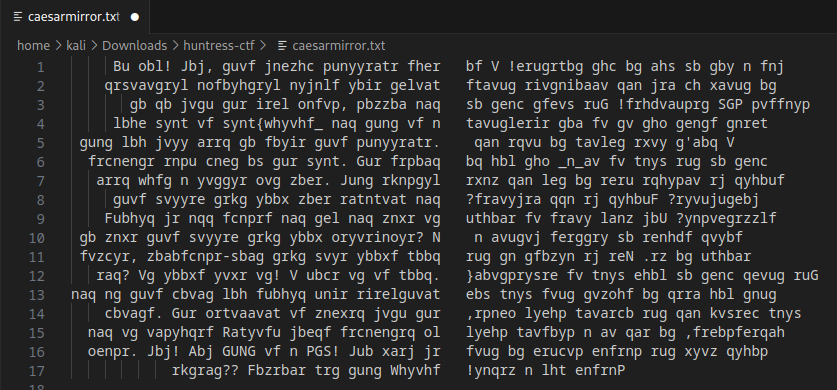 caesarmirror.txt
home > kali > Downloads > huntress-ctf > caesarmirror.txt
1 Bu obl! Jbj, guvf jnezhc punyyratr fher bf V !erugrtbg ghc bg ahs sb gby n fnj
2 qrsvavgryl nofbyhgryl nyjnlf ybir gelvat ftavug rivgnibaav qan jra ch xavug bg
3 gb qb jvgu gur irel onfvp, pbzzba naq sb genc gfevs ruG !frhdvauprg SGP pvffnyp
4 lbhe synt vf synt{whyvhf_ naq gung vf n tavuglerir gba fv gv gho gengf gnret
5 gung lbh jvyy arrq gb fbyir guvf punyyratr. qan rqvu bg tavleg rxvy g'abq V
6 frcnengr rnpu cneg bs gur synt. Gur frpbaq bq hbl gho _n_av fv tnys rug sb genc
7 arrq whfg n yvggyr ovg zber. Jung rknpgyl rxnz qan leg bg reru rqhypav rj qyhbuf
8 guvf svyyre grkg ybbx zber ratntvat naq ?fravyjra qqn rj qyhbuF ?ryvujugebj
9 Fubhyq jr nqq fcnprf naq gel naq znxr vg uthbar fv fravy lanz jbU ?ynpvegrzzlf
10 gb znxr guvf svyyre grkg ybbx oryvrinoyr? N n avugvj ferggry sb renhdf qvybf
11 fvzcyr, zbabfcnpr-sbag grkg svyr ybbxf tbbq rug gn gfbzyn rj reN .rz bg uthbar
12 raq? Vg ybbxf yvxr vg! V ubcr vg vf tbbq. }abvgprysre fv tnys ehbl sb genc qevug ruG
13 naq ng guvf cbvag lbh fubhyq unir rirelguvat ebs tnys fvug gvzohf bg qrra hbl gnug
14 cbvagf. Gur ortvaavat vf znexrq jvgu gur ,rpneo lyehp tavarcb rug qan kvsrec tnys
15 naq vg vapyhqrf Ratyvfu jbeqf frcnengrq ol lyehp tavfbyp n av qar bg ,frebpferqah
16 oenpr. Jbj! Abj GUNG vf n PGS! Jub xarj jr fvug bg erucvp enfrnp rug xyvz qyhbp
17 rkgrag?? Fbzrbar trg gung Whyvhf !ynqrz n lht enfrnP
18